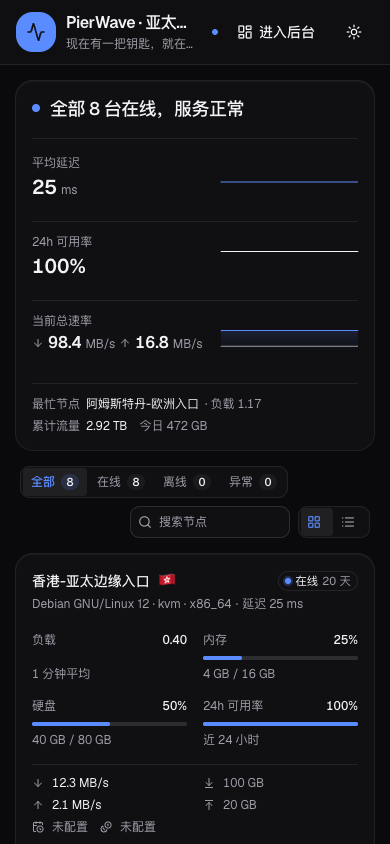 PierWave · 亚太...
现在有一把钥匙，就在...
进入后台
全部 8 台在线，服务正常
平均延迟
25 ms
24h 可用率
100%
当前总速率
↓ 98.4 MB/s ↑ 16.8 MB/s
最忙节点 阿姆斯特丹-欧洲入口 · 负载 1.17
累计流量 2.92 TB 今日 472 GB
全部 8 在线 8 离线 0 异常 0
搜索节点
香港-亚太边缘入口 在线 20 天
Debian GNU/Linux 12 · kvm · x86_64 · 延迟 25 ms
负载 0.40 内存 25%
1 分钟平均 4 GB / 16 GB
硬盘 50% 24h 可用率 100%
40 GB / 80 GB 近 24 小时
↓ 12.3 MB/s 100 GB
↑ 2.1 MB/s 20 GB
未配置 未配置